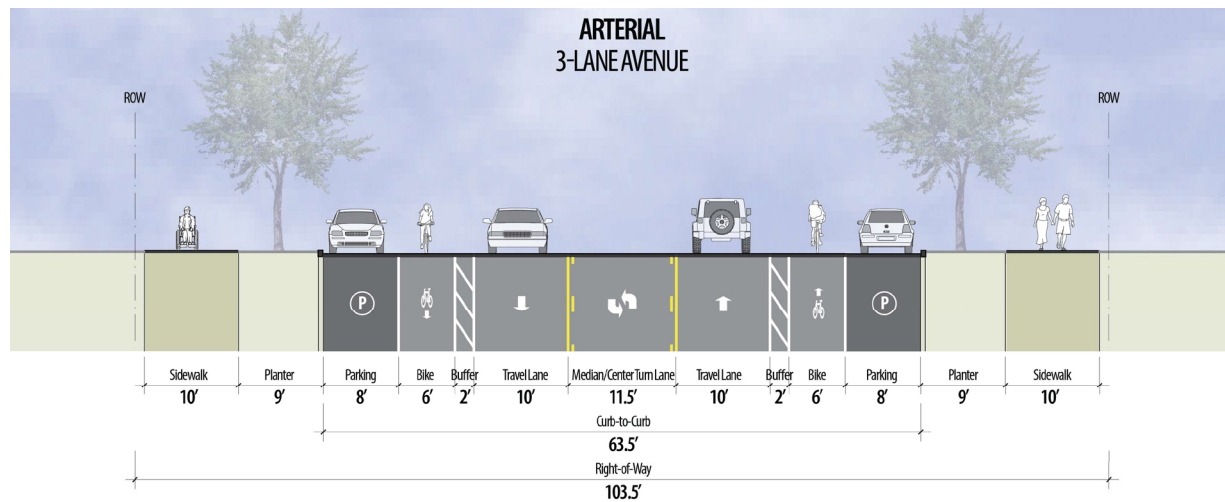 ARTERIAL
3-LANE AVENUE
ROW
ROW
P
P
Sidewalk Planter Parking Bike Buffer Travel Lane Median/Center Turn Lane Travel Lane Buffer Bike Parking Planter Sidewalk
10' 9' 8' 6' 2' 10' 11.5' 10' 2' 6' 8' 9' 10'
Curb-to-Curb
63.5'
Right-of-Way
103.5'